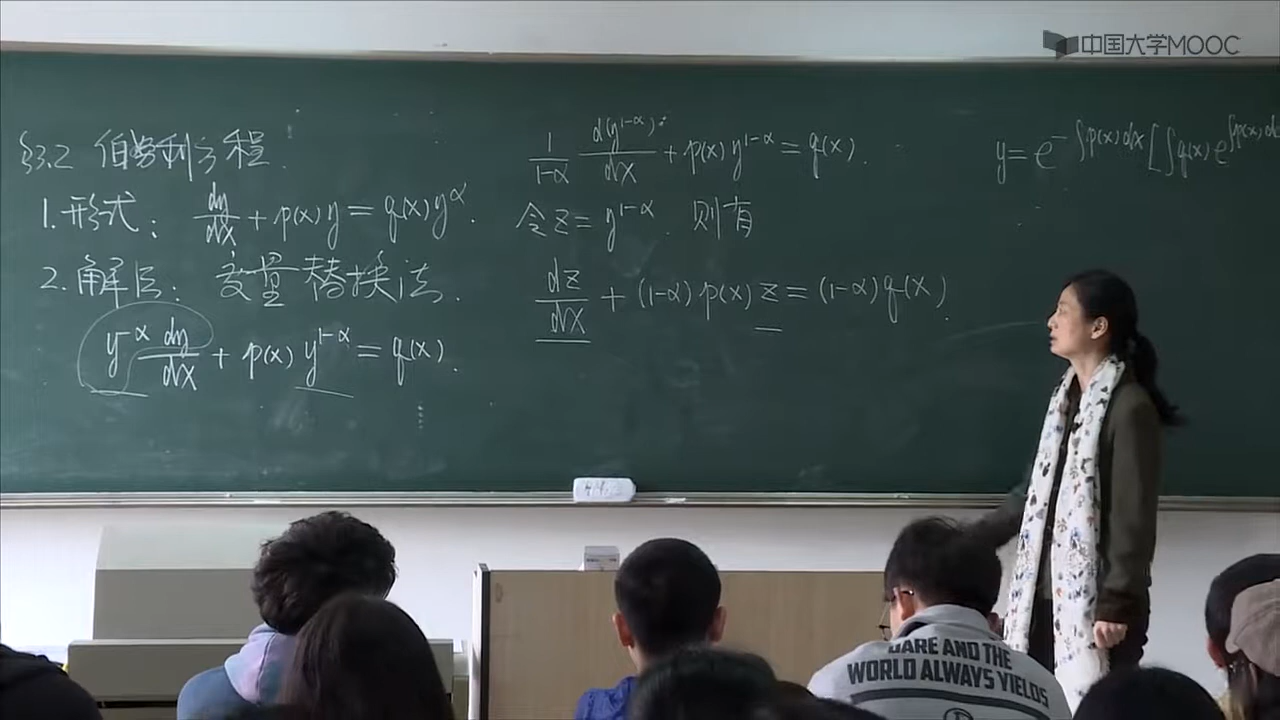 中国大学MOOC
§3.2 伯努利方程.
1.形式: dy/dx + p(x)y = q(x)y^α.
2.解法: 变量替换法.
y^-α dy/dx + p(x) y^1-α = q(x).
1/1-α d(y^1-α)/dx + p(x) y^1-α = q(x).
令z = y^1-α. 则有
dz/dx + (1-α) p(x) z = (1-α) q(x).
y = e^-∫p(x)dx [∫q(x) e^∫p(x)d
DARE AND THE
WORLD ALWAYS YIELDS